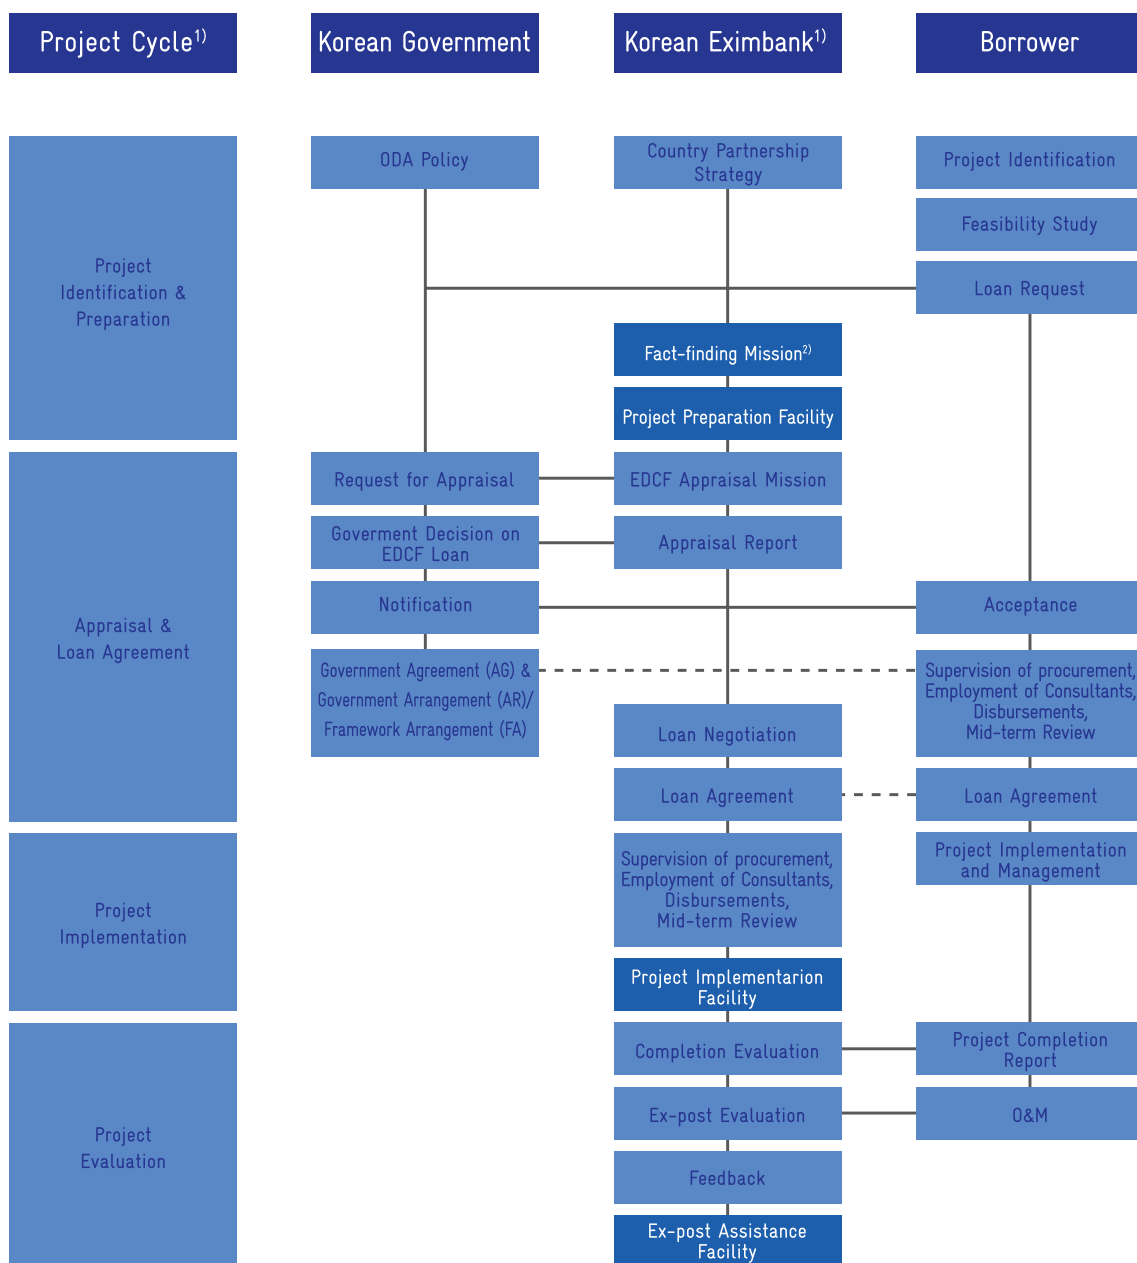 Project Cycle1)
Korean Government
Korean Eximbank1)
Borrower
Project
Identification &
Preparation
ODA Policy
Country Partnership
Strategy
Project Identification
Feasibility Study
Loan Request
Fact-finding Mission2)
Project Preparation Facility
Appraisal &
Loan Agreement
Request for Appraisal
EDCF Appraisal Mission
Goverment Decision on
EDCF Loan
Appraisal Report
Notification
Acceptance
Government Agreement (AG) &
Government Arrangement (AR)/
Framework Arrangement (FA)
Supervision of procurement,
Employment of Consultants,
Disbursements,
Mid-term Review
Loan Negotiation
Loan Agreement
Loan Agreement
Project
Implementation
Supervision of procurement,
Employment of Consultants,
Disbursements,
Mid-term Review
Project Implementation
and Management
Project Implementarion
Facility
Project
Evaluation
Completion Evaluation
Project Completion
Report
Ex-post Evaluation
O&M
Feedback
Ex-post Assistance
Facility